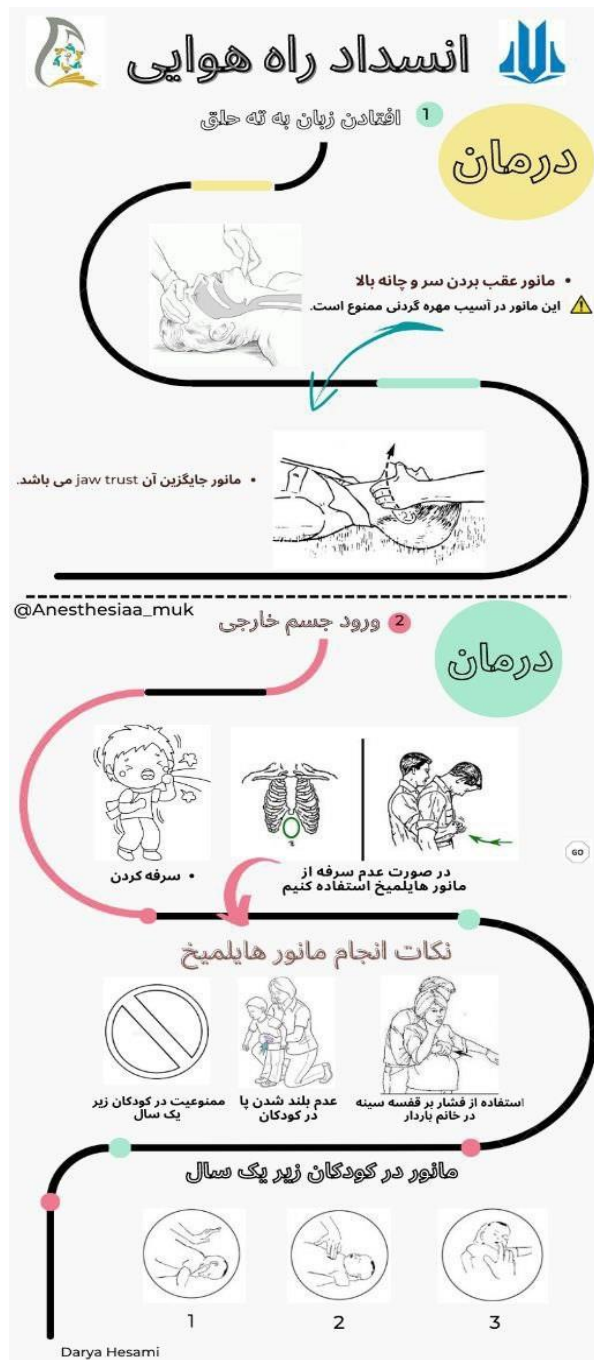 انسداد راه هوایی
1 افتادن زبان به ته حلق
درمان
• مانور عقب بردن سر و چانه بالا
این مانور در آسیب مهره گردنی ممنوع است.
• مانور جایگزین آن jaw trust می باشد.
@Anesthesiaa_muk
2 ورود جسم خارجی
درمان
GO
در صورت عدم سرفه از
مانور هایلمیخ استفاده کنیم
• سرفه کردن
نکات انجام مانور هایلمیخ
استفاده از فشار بر قفسه سینه
در خانم باردار
عدم بلند شدن پا
در کودکان
ممنوعیت در کودکان زیر
یک سال
مانور در کودکان زیر یک سال
1
2
3
Darya Hesami